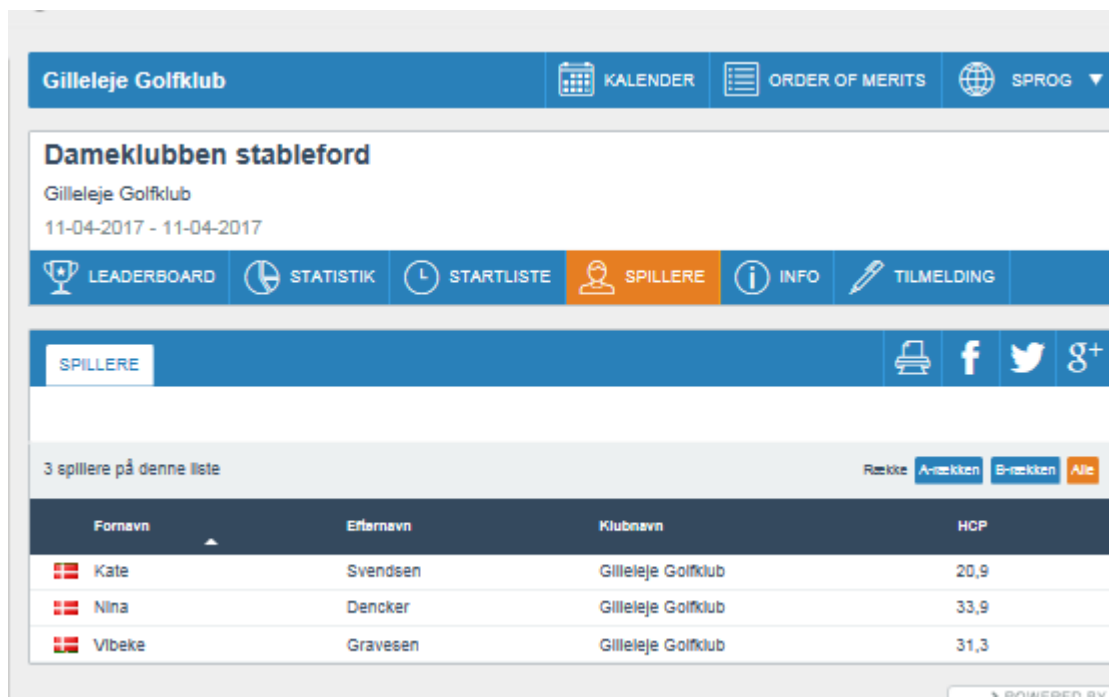 Gilleleje Golfklub KALENDER ORDER OF MERITS SPROG
Dameklubben stableford
Gilleleje Golfklub
11-04-2017 - 11-04-2017
LEADERBOARD STATISTIK STARTLISTE SPILLERE INFO TILMELDING
SPILLERE f g+
3 spillere på denne liste Række A-rækken B-rækken Alle
Fornavn Efternavn Klubnavn HCP
Kate Svendsen Gilleleje Golfklub 20,9
Nina Dencker Gilleleje Golfklub 33,9
Vibeke Gravesen Gilleleje Golfklub 31,3
POWERED BY